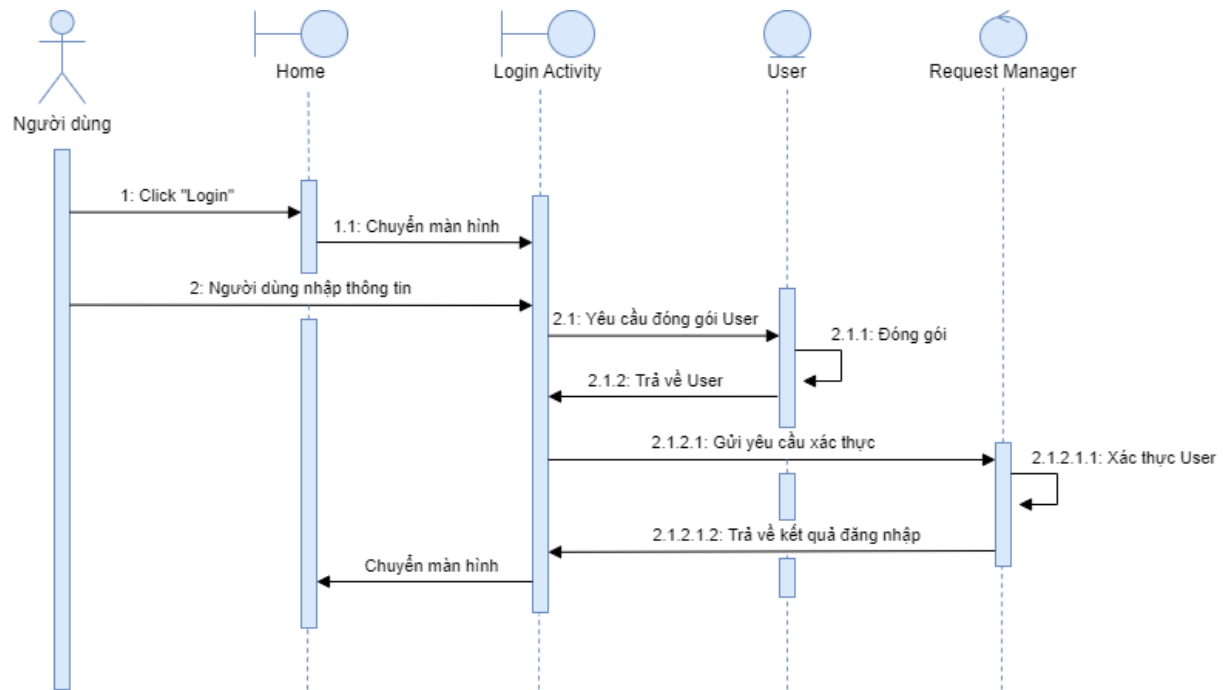 Home
Login Activity
User
Request Manager
Người dùng
1: Click "Login"
1.1: Chuyển màn hình
2: Người dùng nhập thông tin
2.1: Yêu cầu đóng gói User
2.1.1: Đóng gói
2.1.2: Trả về User
2.1.2.1: Gửi yêu cầu xác thực
2.1.2.1.1: Xác thực User
2.1.2.1.2: Trả về kết quả đăng nhập
Chuyển màn hình